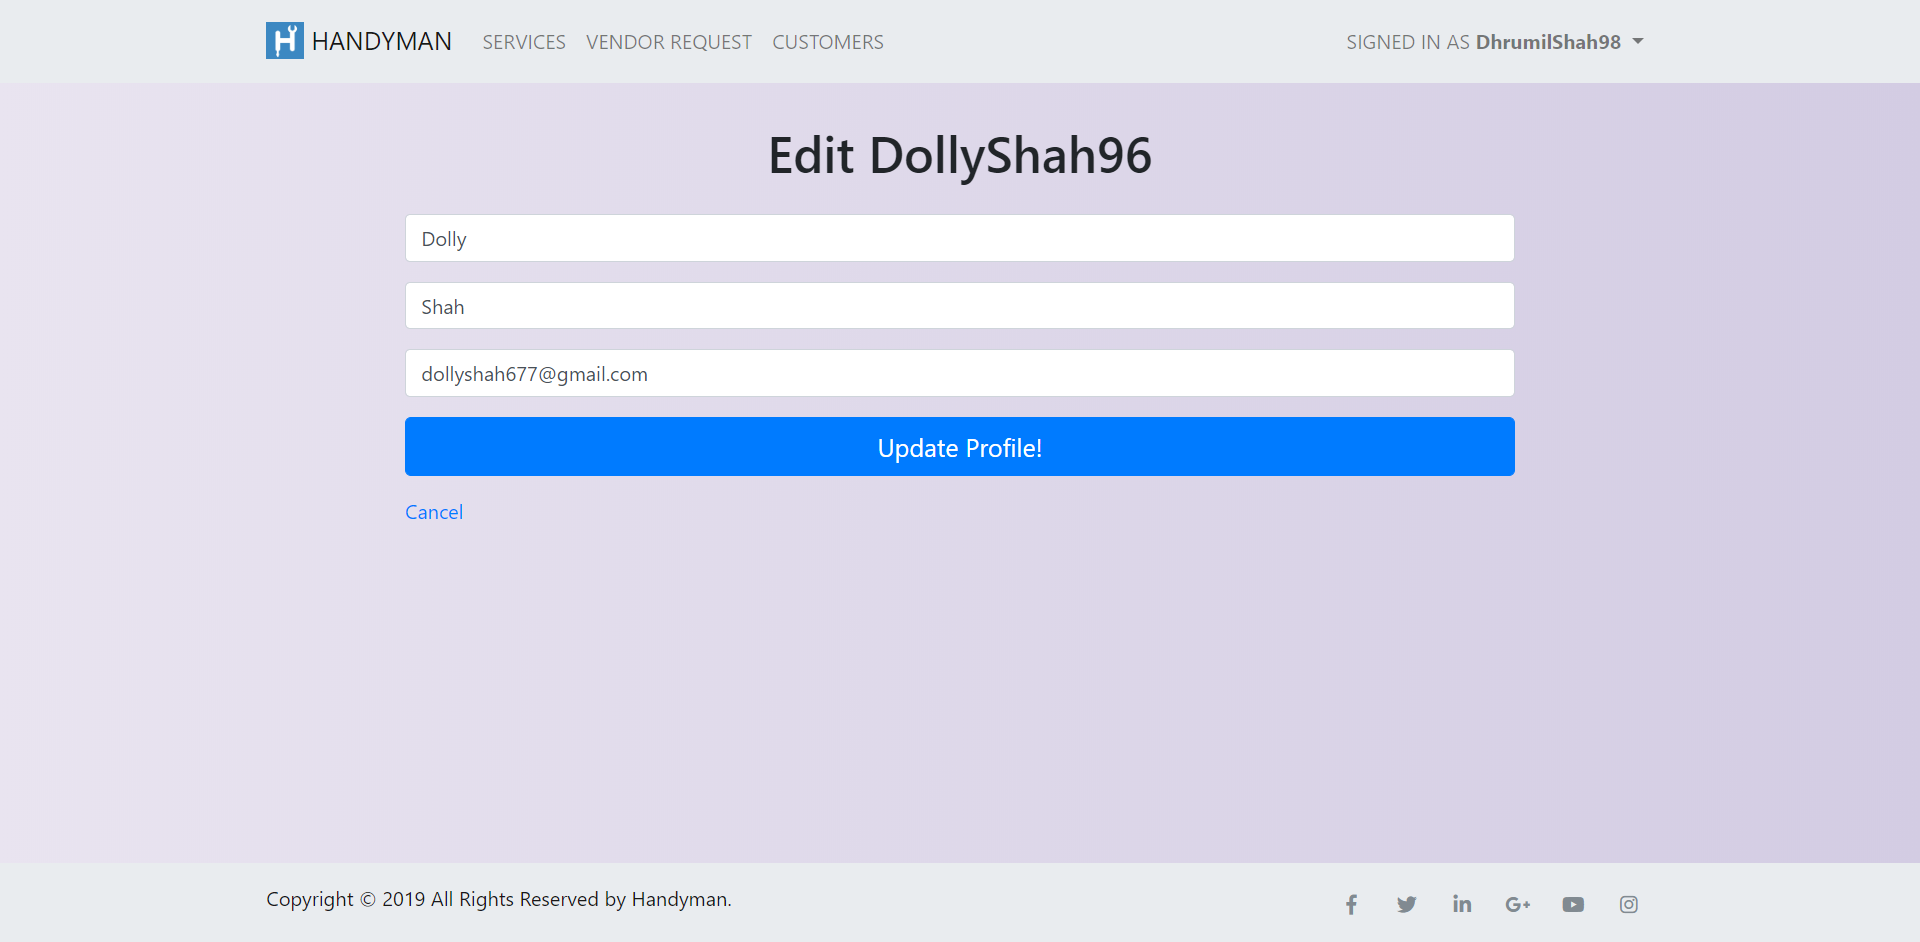 HANDYMAN SERVICES VENDOR REQUEST CUSTOMERS SIGNED IN AS DhrumilShah98
Edit DollyShah96
Dolly
Shah
dollyshah677@gmail.com
Update Profile!
Cancel
Copyright © 2019 All Rights Reserved by Handyman.